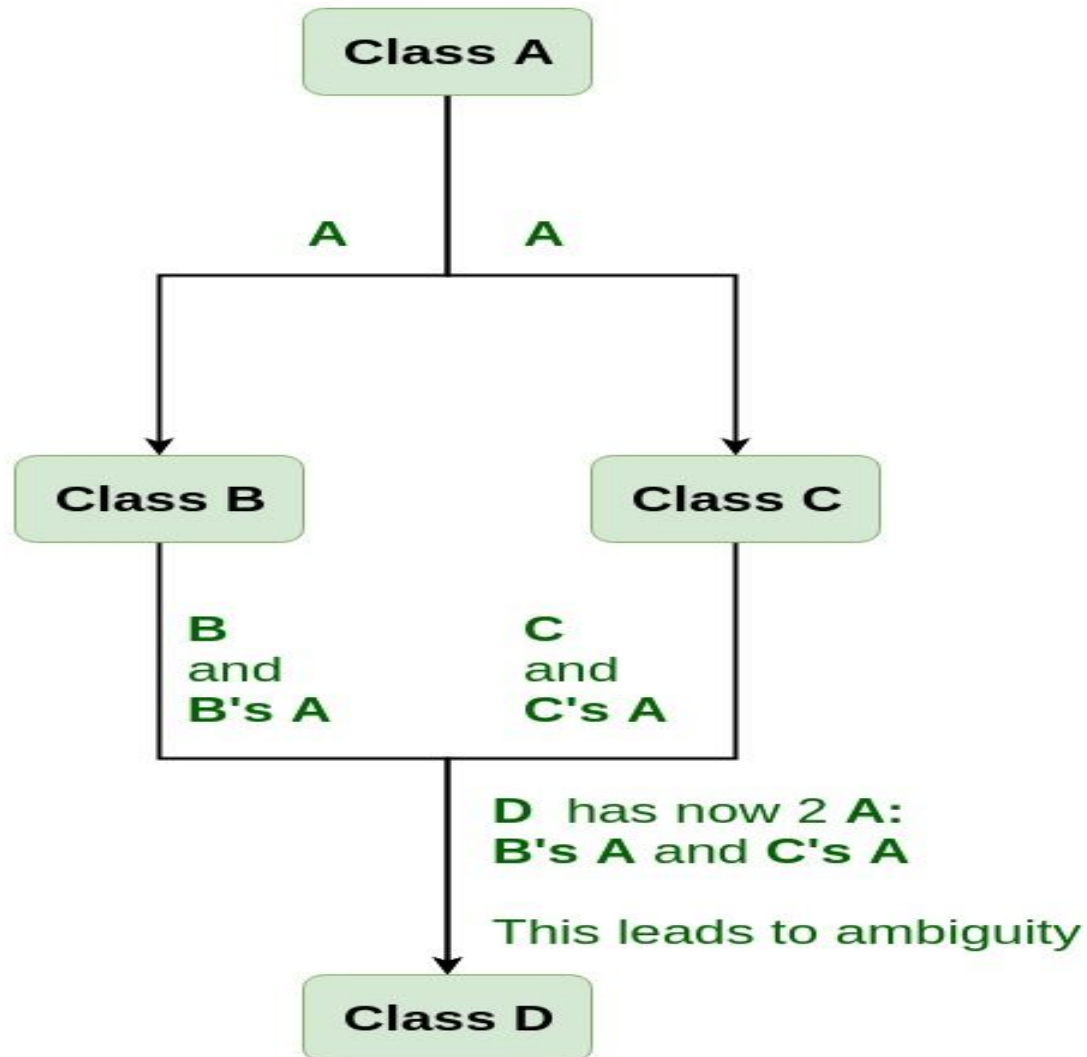 Class A
A
A
Class B
Class C
B
and
B's A
C
and
C's A
D has now 2 A:
B's A and C's A
This leads to ambiguity
Class D